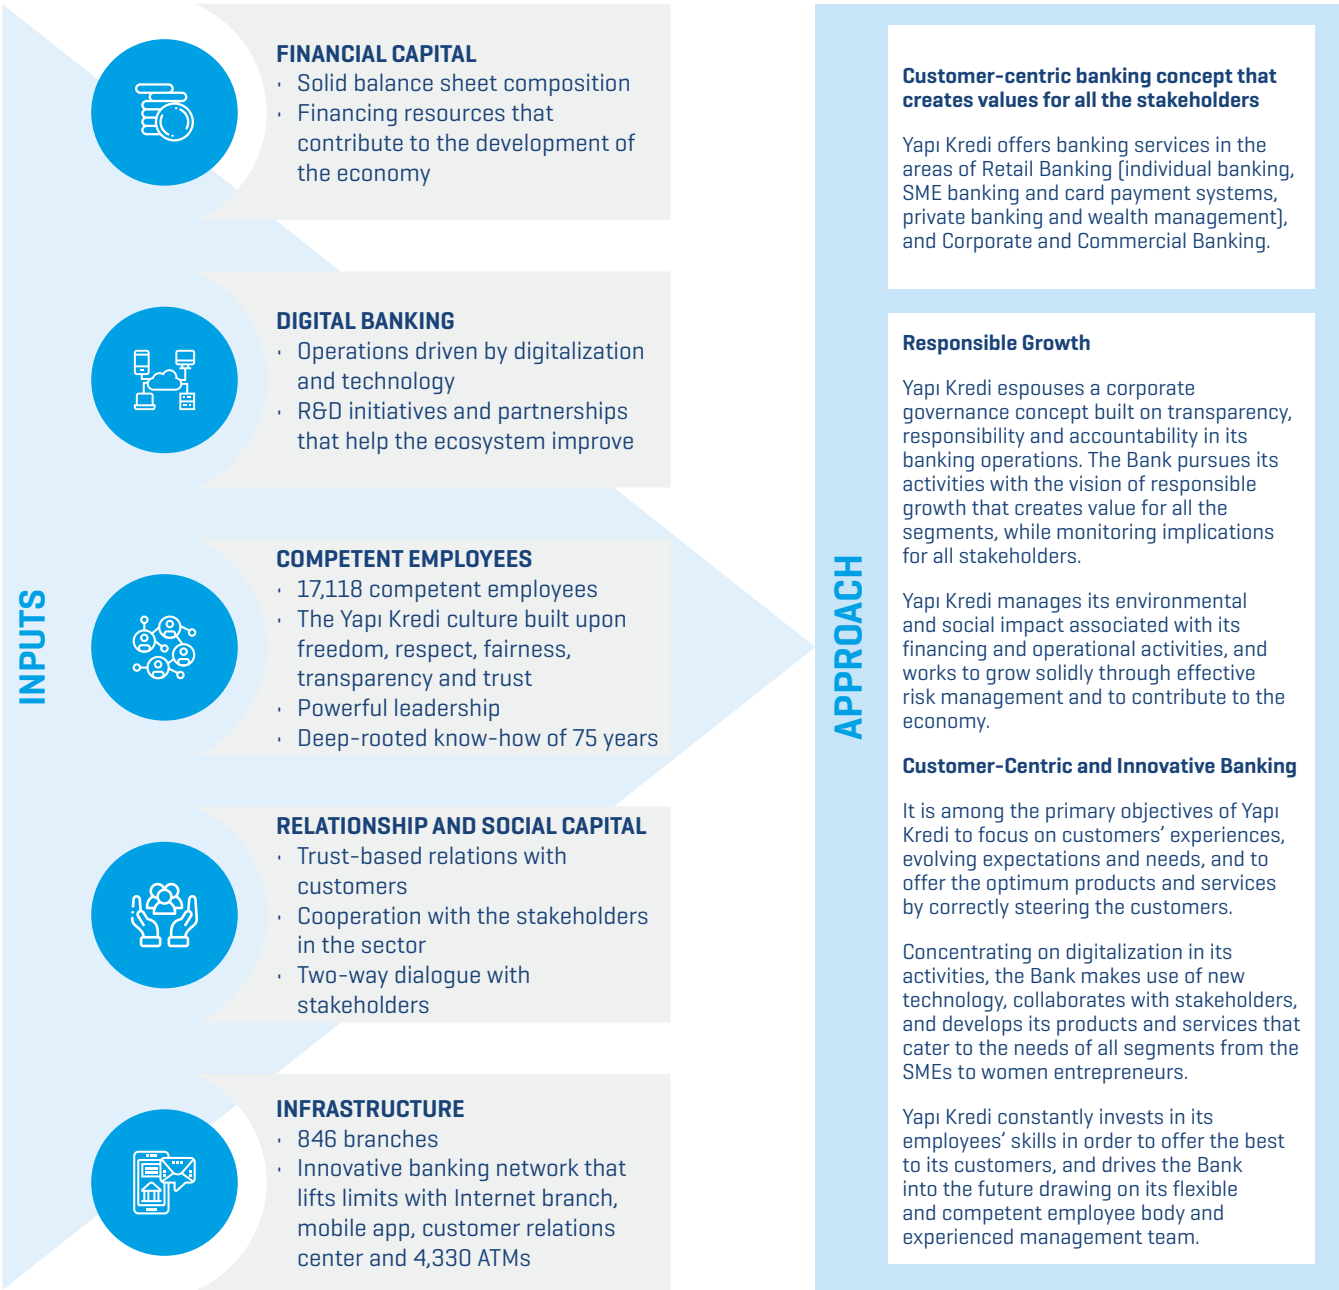 INPUTS
FINANCIAL CAPITAL
· Solid balance sheet composition
· Financing resources that
contribute to the development of
the economy
DIGITAL BANKING
· Operations driven by digitalization
and technology
· R&D initiatives and partnerships
that help the ecosystem improve
COMPETENT EMPLOYEES
· 17,118 competent employees
· The Yapı Kredi culture built upon
freedom, respect, fairness,
transparency and trust
· Powerful leadership
· Deep-rooted know-how of 75 years
RELATIONSHIP AND SOCIAL CAPITAL
· Trust-based relations with
customers
· Cooperation with the stakeholders
in the sector
· Two-way dialogue with
stakeholders
INFRASTRUCTURE
· 846 branches
· Innovative banking network that
lifts limits with Internet branch,
mobile app, customer relations
center and 4,330 ATMs
APPROACH
Customer-centric banking concept that
creates values for all the stakeholders
Yapı Kredi offers banking services in the
areas of Retail Banking (individual banking,
SME banking and card payment systems,
private banking and wealth management),
and Corporate and Commercial Banking.
Responsible Growth
Yapı Kredi espouses a corporate
governance concept built on transparency,
responsibility and accountability in its
banking operations. The Bank pursues its
activities with the vision of responsible
growth that creates value for all the
segments, while monitoring implications
for all stakeholders.
Yapı Kredi manages its environmental
and social impact associated with its
financing and operational activities, and
works to grow solidly through effective
risk management and to contribute to the
economy.
Customer-Centric and Innovative Banking
It is among the primary objectives of Yapı
Kredi to focus on customers’ experiences,
evolving expectations and needs, and to
offer the optimum products and services
by correctly steering the customers.
Concentrating on digitalization in its
activities, the Bank makes use of new
technology, collaborates with stakeholders,
and develops its products and services that
cater to the needs of all segments from the
SMEs to women entrepreneurs.
Yapı Kredi constantly invests in its
employees’ skills in order to offer the best
to its customers, and drives the Bank
into the future drawing on its flexible
and competent employee body and
experienced management team.